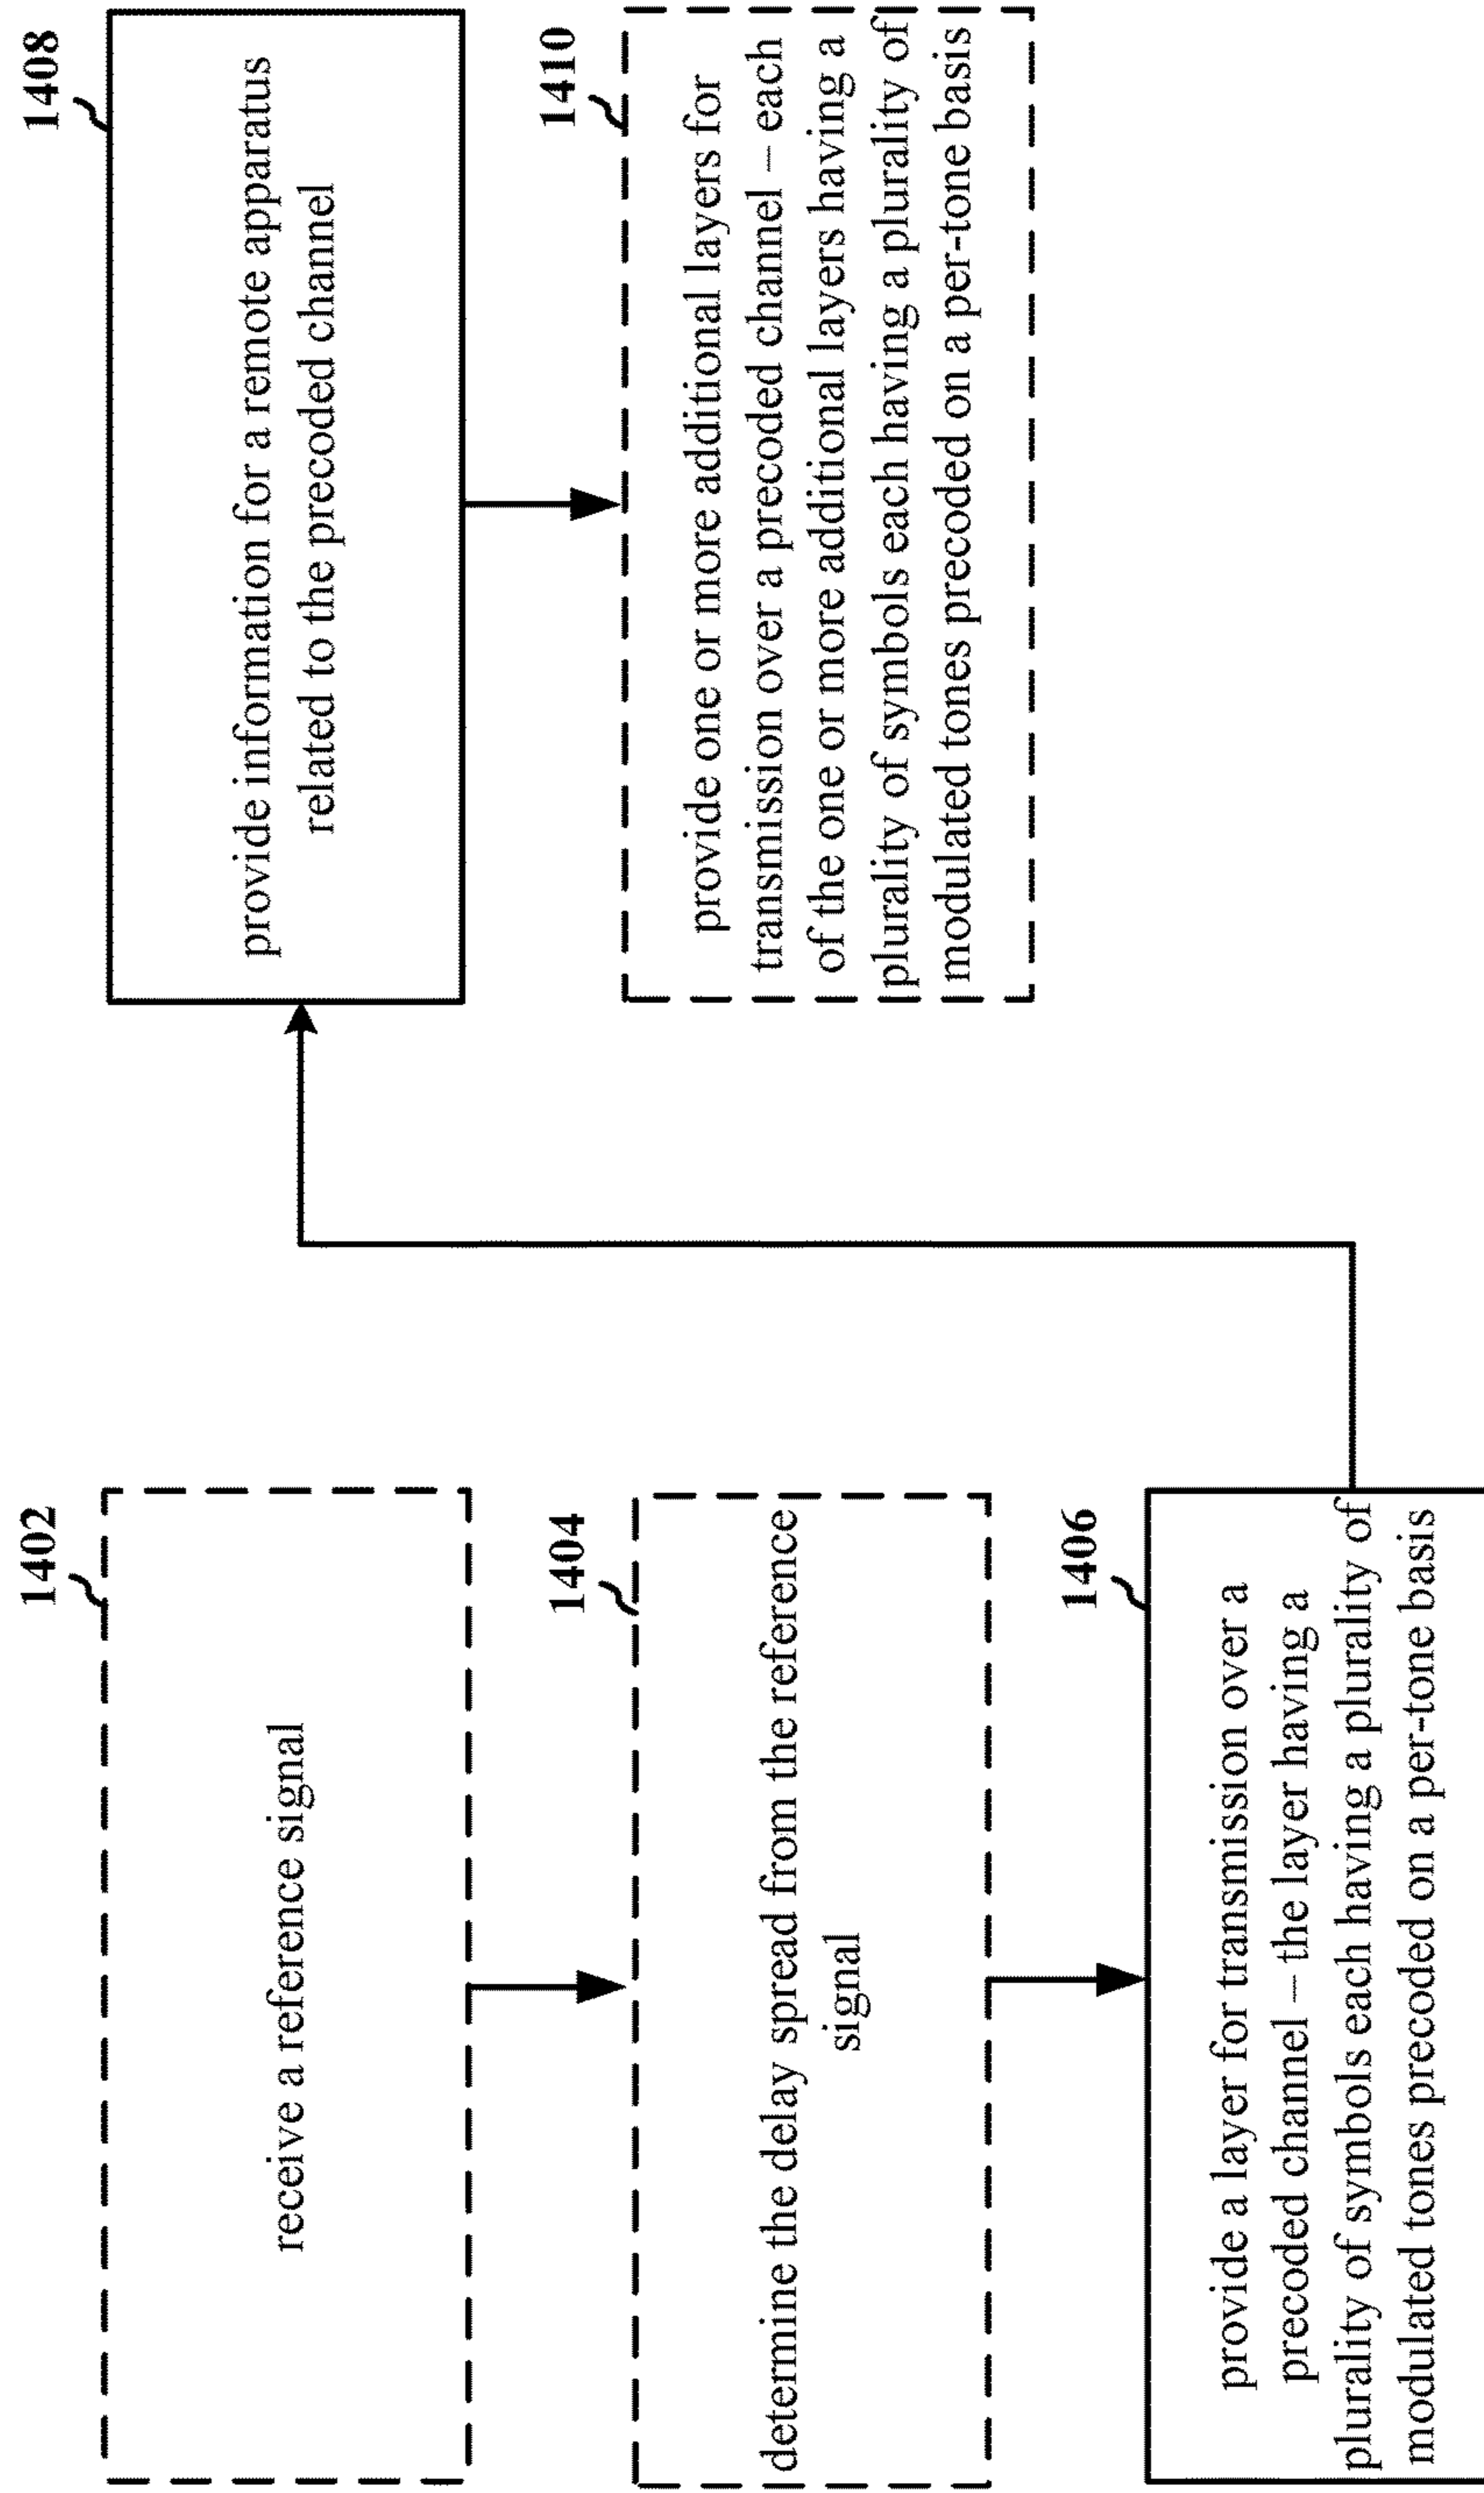 1402
receive a reference signal
1404
determine the delay spread from the reference
signal
1406
provide a layer for transmission over a
precoded channel – the layer having a
plurality of symbols each having a plurality of
modulated tones precoded on a per-tone basis
1408
provide information for a remote apparatus
related to the precoded channel
1410
provide one or more additional layers for
transmission over a precoded channel – each
of the one or more additional layers having a
plurality of symbols each having a plurality of
modulated tones precoded on a per-tone basis